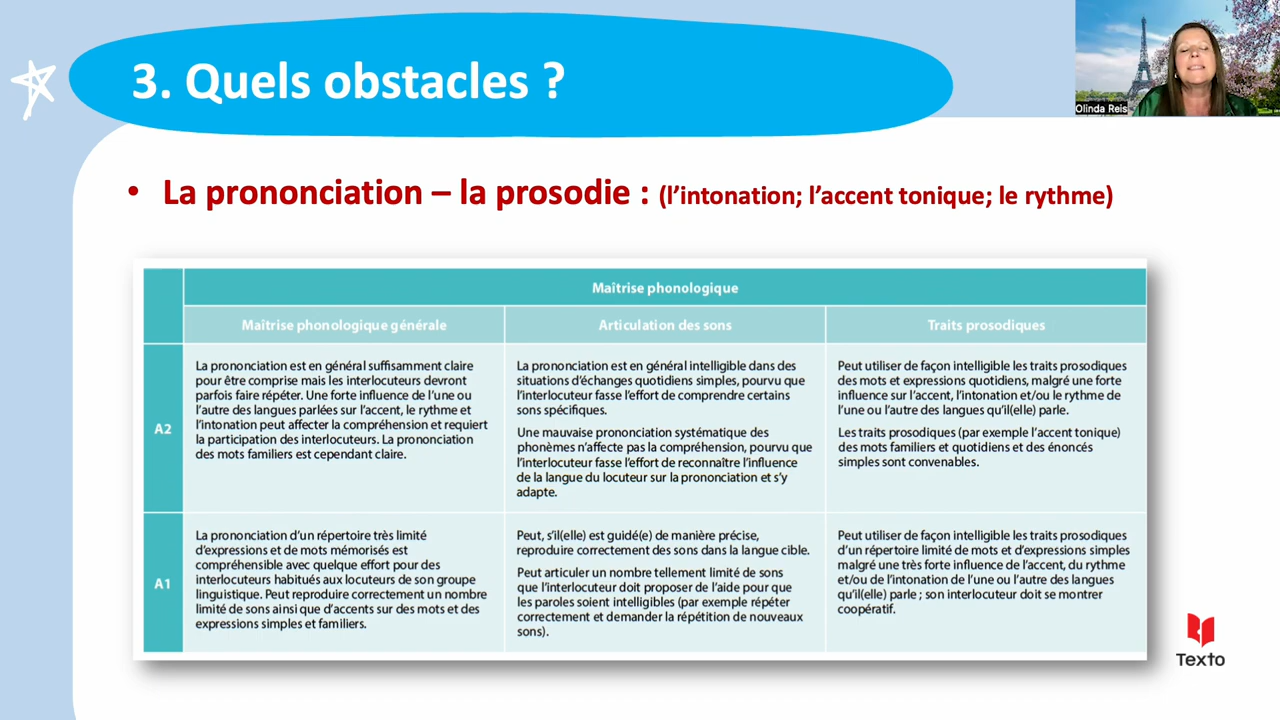 3. Quels obstacles ?
Olinda Reis
• La prononciation – la prosodie : (l’intonation; l’accent tonique; le rythme)
Maîtrise phonologique
Maîtrise phonologique générale
Articulation des sons
Traits prosodiques
A2
La prononciation est en général suffisamment claire
pour être comprise mais les interlocuteurs devront
parfois faire répéter. Une forte influence de l’une ou
l’autre des langues parlées sur l’accent, le rythme et
l’intonation peut affecter la compréhension et requiert
la participation des interlocuteurs. La prononciation
des mots familiers est cependant claire.
La prononciation est en général intelligible dans des
situations d’échanges quotidiens simples, pourvu que
l’interlocuteur fasse l’effort de comprendre certains
sons spécifiques.
Une mauvaise prononciation systématique des
phonèmes n’affecte pas la compréhension, pourvu que
l’interlocuteur fasse l’effort de reconnaître l’influence
de la langue du locuteur sur la prononciation et s’y
adapte.
Peut utiliser de façon intelligible les traits prosodiques
des mots et expressions quotidiens, malgré une forte
influence sur l’accent, l’intonation et/ou le rythme de
l’une ou l’autre des langues qu’il(elle) parle.
Les traits prosodiques (par exemple l’accent tonique)
des mots familiers et quotidiens et des énoncés
simples sont convenables.
A1
La prononciation d’un répertoire très limité
d’expressions et de mots mémorisés est
compréhensible avec quelque effort pour des
interlocuteurs habitués aux locuteurs de son groupe
linguistique. Peut reproduire correctement un nombre
limité de sons ainsi que d’accents sur des mots et des
expressions simples et familiers.
Peut, s’il(elle) est guidé(e) de manière précise,
reproduire correctement des sons dans la langue cible.
Peut articuler un nombre tellement limité de sons
que l’interlocuteur doit proposer de l’aide pour que
les paroles soient intelligibles (par exemple répéter
correctement et demander la répétition de nouveaux
sons).
Peut utiliser de façon intelligible les traits prosodiques
d’un répertoire limité de mots et d’expressions simples
malgré une très forte influence de l’accent, du rythme
et/ou de l’intonation de l’une ou l’autre des langues
qu’il(elle) parle ; son interlocuteur doit se montrer
coopératif.
Texto